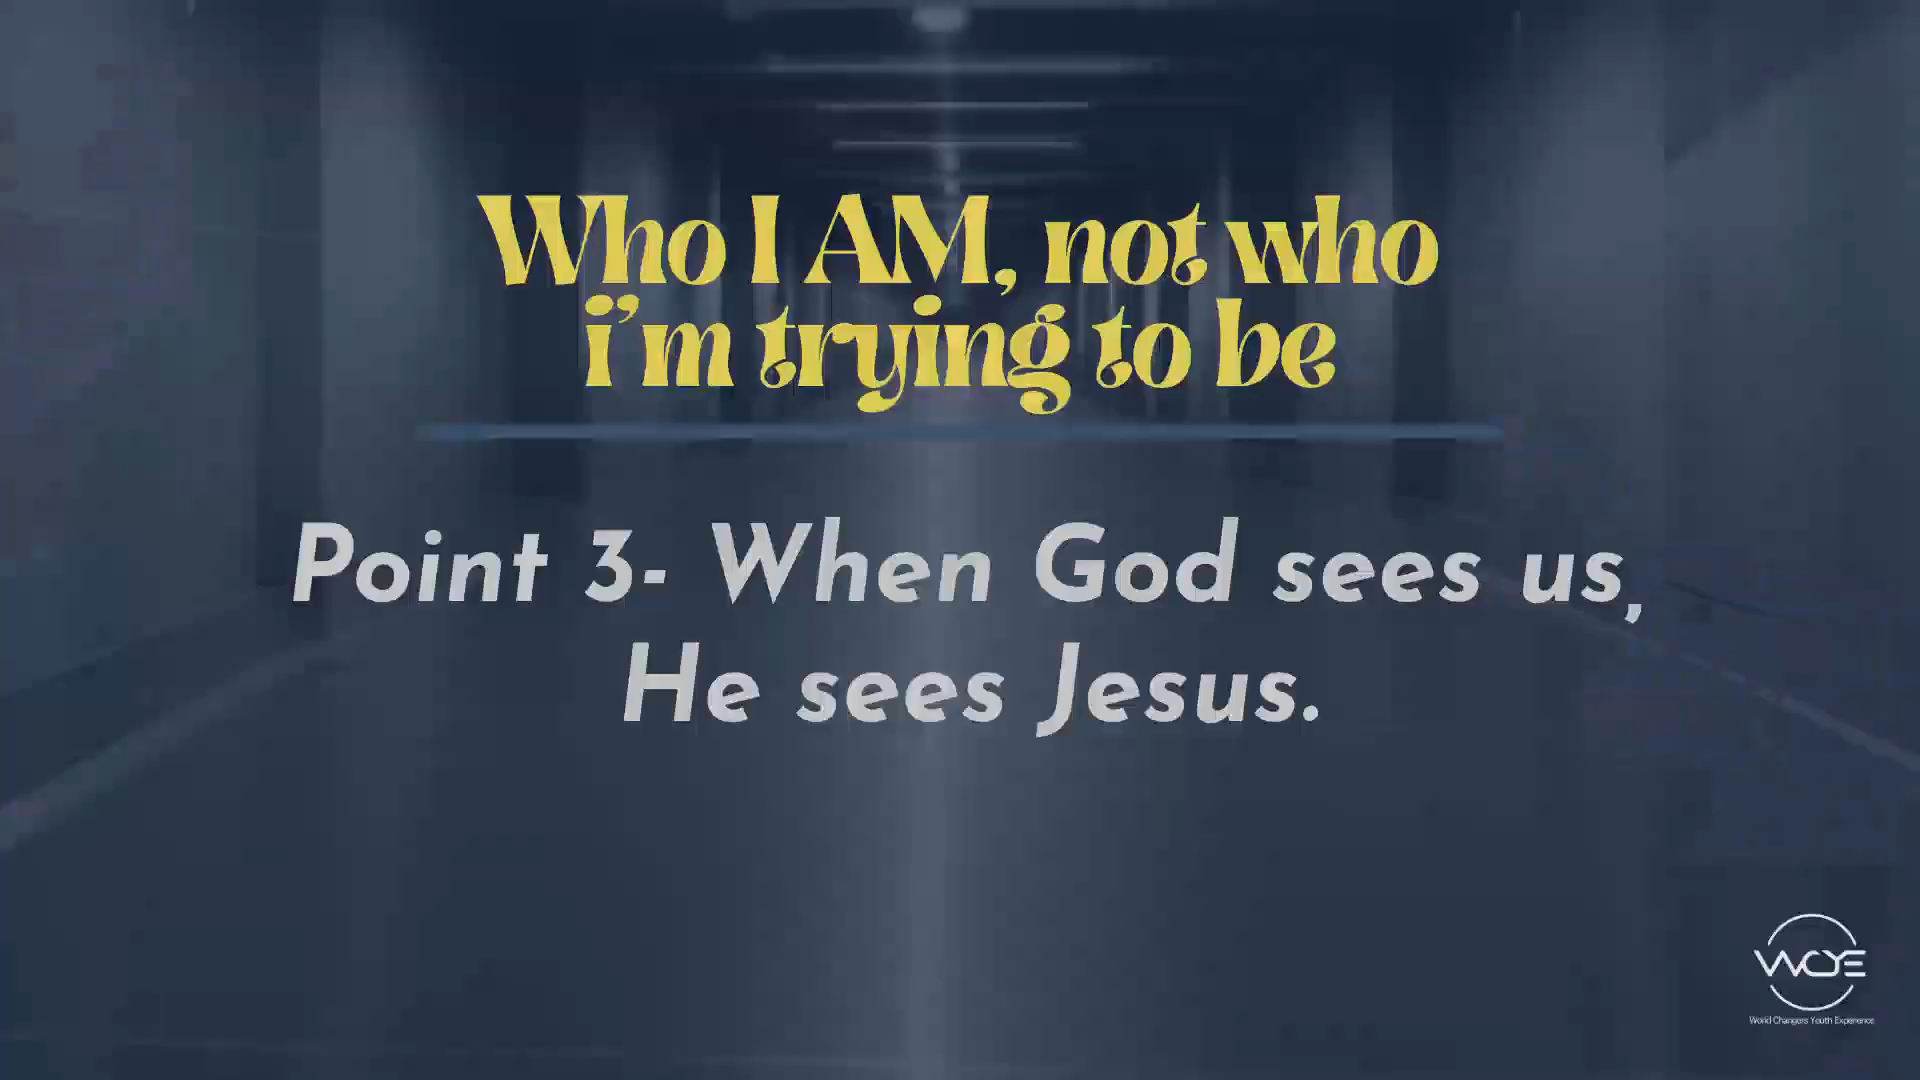 Who I AM, not who
i'm trying to be
Point 3- When God sees us,
He sees Jesus.
WCYE
World Changers Youth Experience